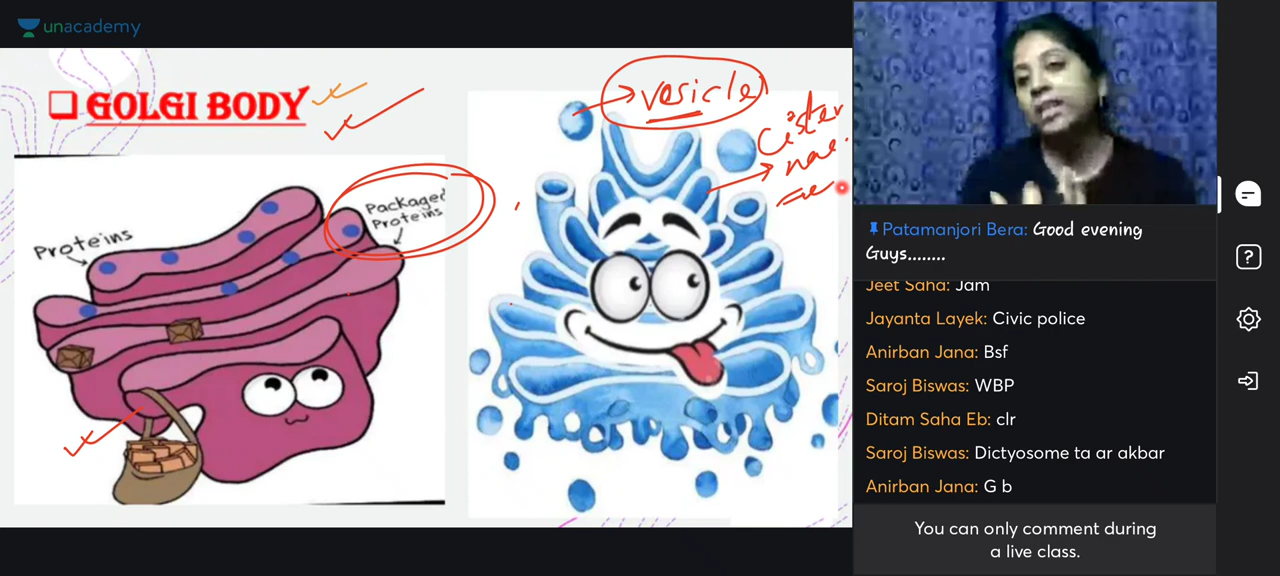 unacademy
GOLGI BODY
vesicle
Cister
nae
Proteins
Packaged
Proteins
Patamanjori Bera: Good evening
Guys........
Jeet Saha: Jam
Jayanta Layek: Civic police
Anirban Jana: Bsf
Saroj Biswas: WBP
Ditam Saha Eb: clr
Saroj Biswas: Dictyosome ta ar akbar
Anirban Jana: G b
You can only comment during
a live class.